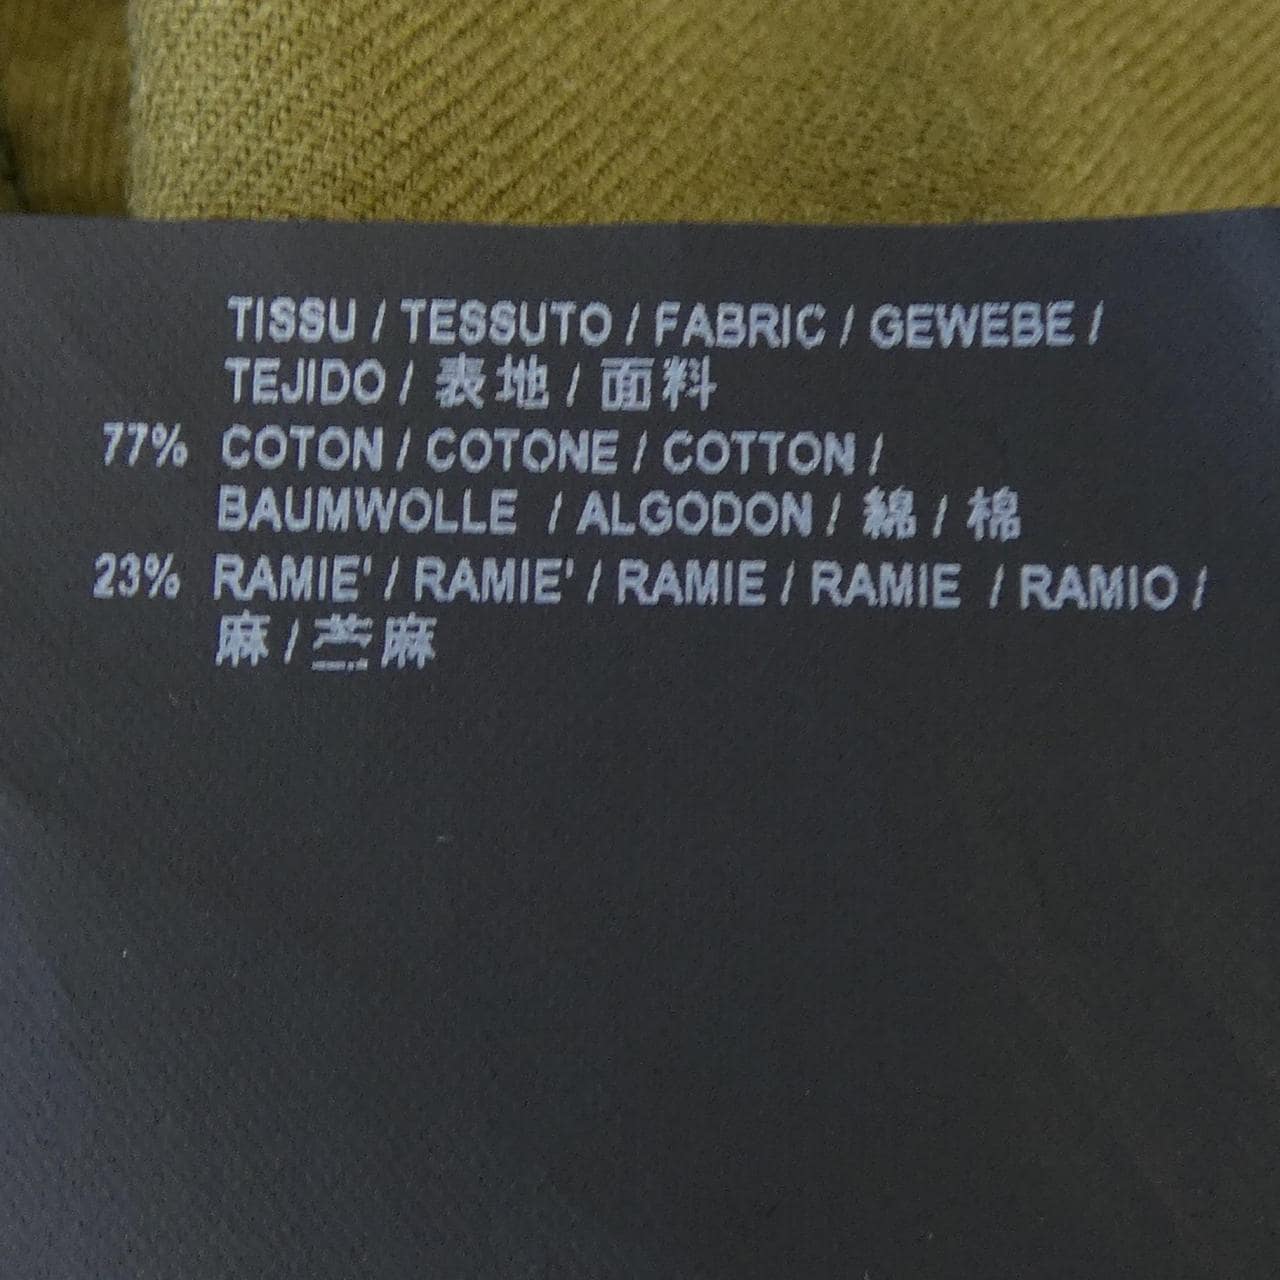 TISSU / TESSUTO / FABRIC / GEWEBE /
TEJIDO / 表地 / 面料
77% COTON / COTONE / COTTON /
BAUMWOLLE / ALGODON / 綿 / 棉
23% RAMIE' / RAMIE' / RAMIE / RAMIE / RAMIO /
麻 / 苎麻